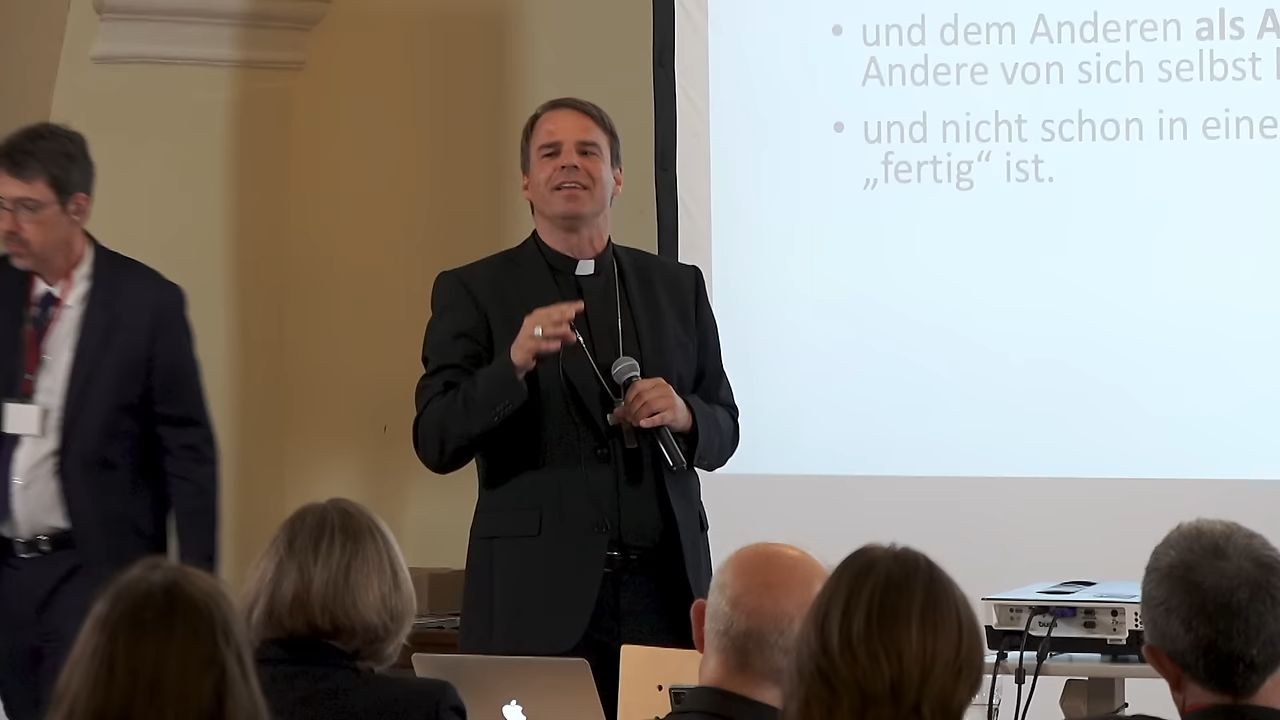 • und dem Anderen als A
Andere von sich selbst
• und nicht schon in eine
„fertig“ ist.